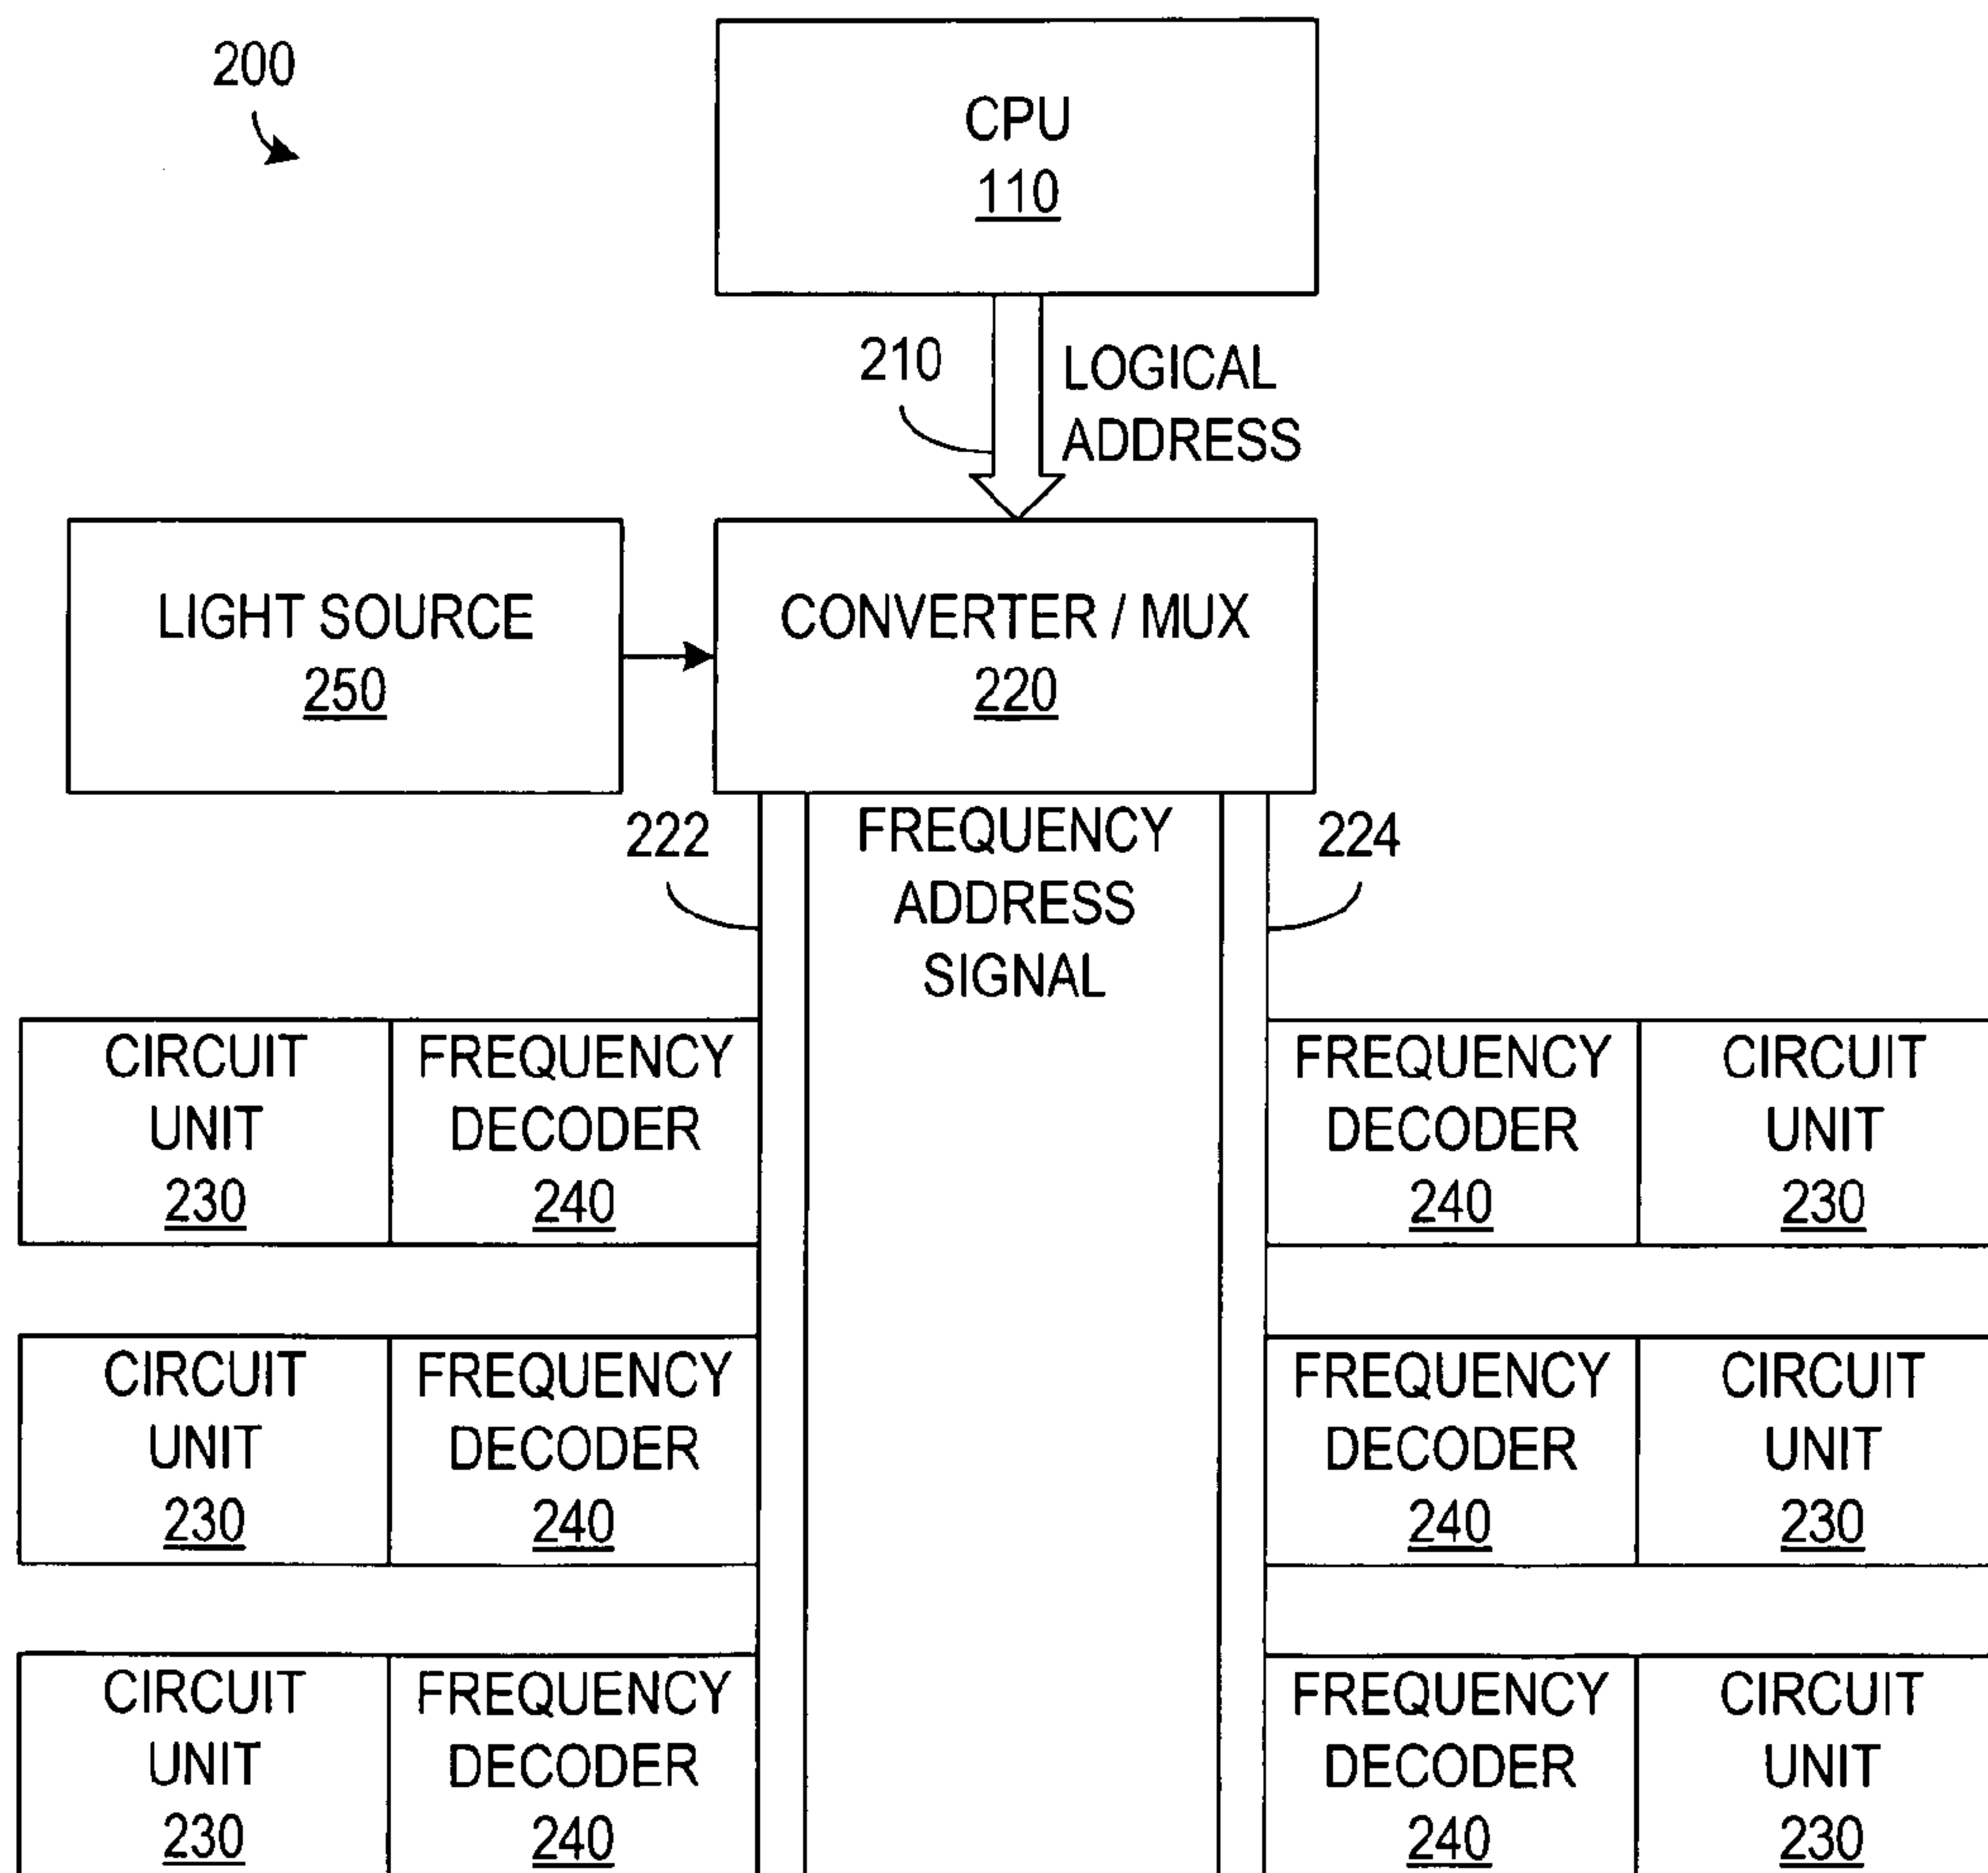 200
CPU
110
210
LOGICAL
ADDRESS
LIGHT SOURCE
250
CONVERTER / MUX
220
222
FREQUENCY
ADDRESS
SIGNAL
224
CIRCUIT
UNIT
230
FREQUENCY
DECODER
240
FREQUENCY
DECODER
240
CIRCUIT
UNIT
230
CIRCUIT
UNIT
230
FREQUENCY
DECODER
240
FREQUENCY
DECODER
240
CIRCUIT
UNIT
230
CIRCUIT
UNIT
230
FREQUENCY
DECODER
240
FREQUENCY
DECODER
240
CIRCUIT
UNIT
230